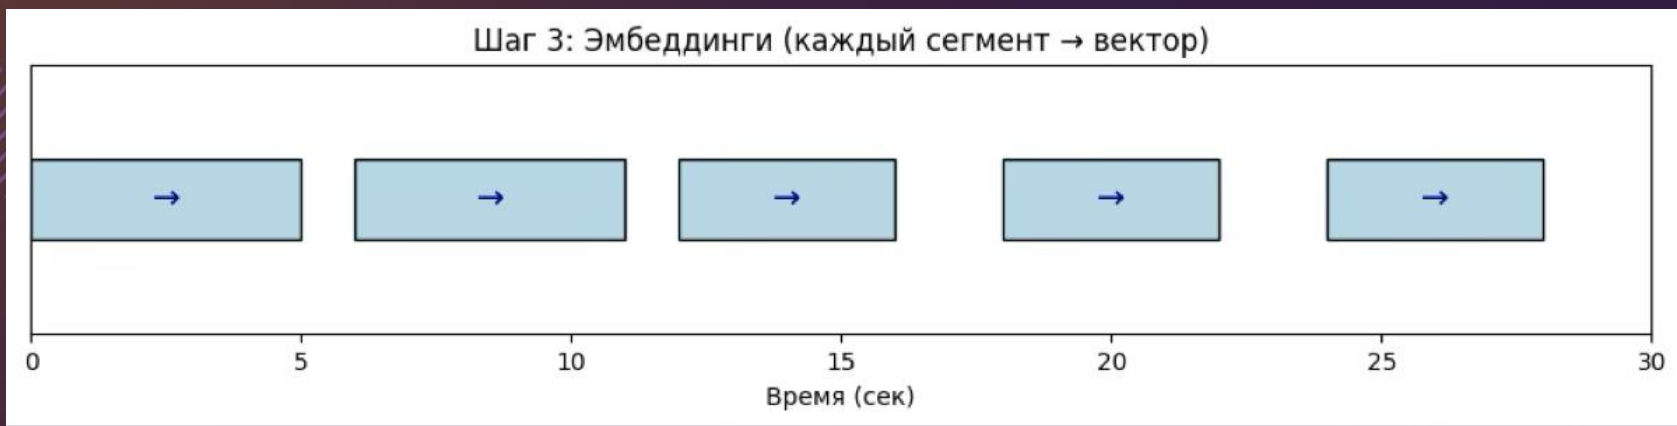 Шаг 3: Эмбеддинги (каждый сегмент → вектор)
→ → → → →
0 5 10 15 20 25 30
Время (сек)